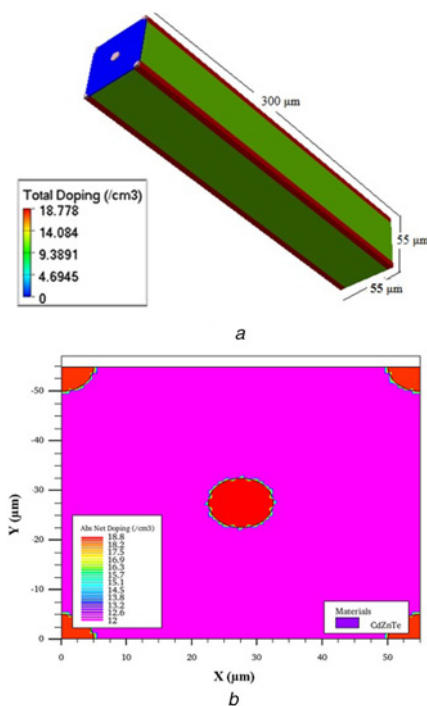 300 µm
Total Doping (/cm3)
18.778
14.084
9.3891
4.6945
0
55 µm
55 µm
a
-50
-40
-30
-20
-10
0
Y (µm)
Abs Net Doping (/cm3)
18.8
18.2
17.5
16.9
16.3
15.7
15.1
14.5
13.8
13.2
12.6
12
Materials
CdZnTe
0 10 20 30 40 50
X (µm)
b